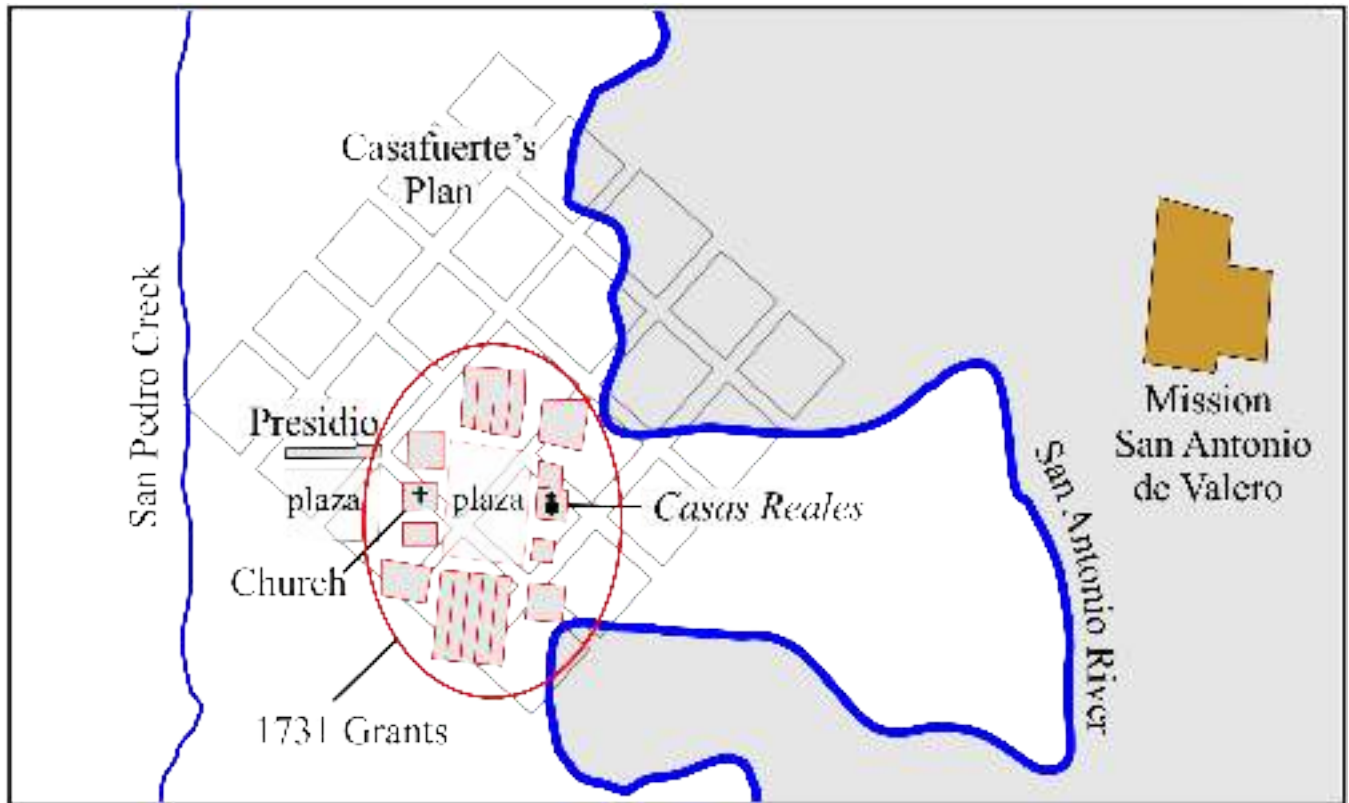 Casafuerte's
Plan
San Pedro Creek
Presidio
plaza
plaza
Casas Reales
Church
1731 Grants
Mission
San Antonio
de Valero
San Antonio River